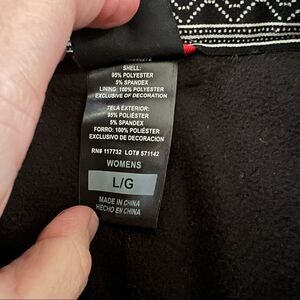 SHELL:
95% POLYESTER
5% SPANDEX
LINING: 100% POLYESTER
EXCLUSIVE OF DECORATION
TELA EXTERIOR:
95% POLIÉSTER
5% SPANDEX
FORRO: 100% POLIÉSTER
EXCLUSIVO DE DECORACIÓN
RN# 117732 LOT# 571142
WOMENS
L/G
MADE IN CHINA
HECHO EN CHINA